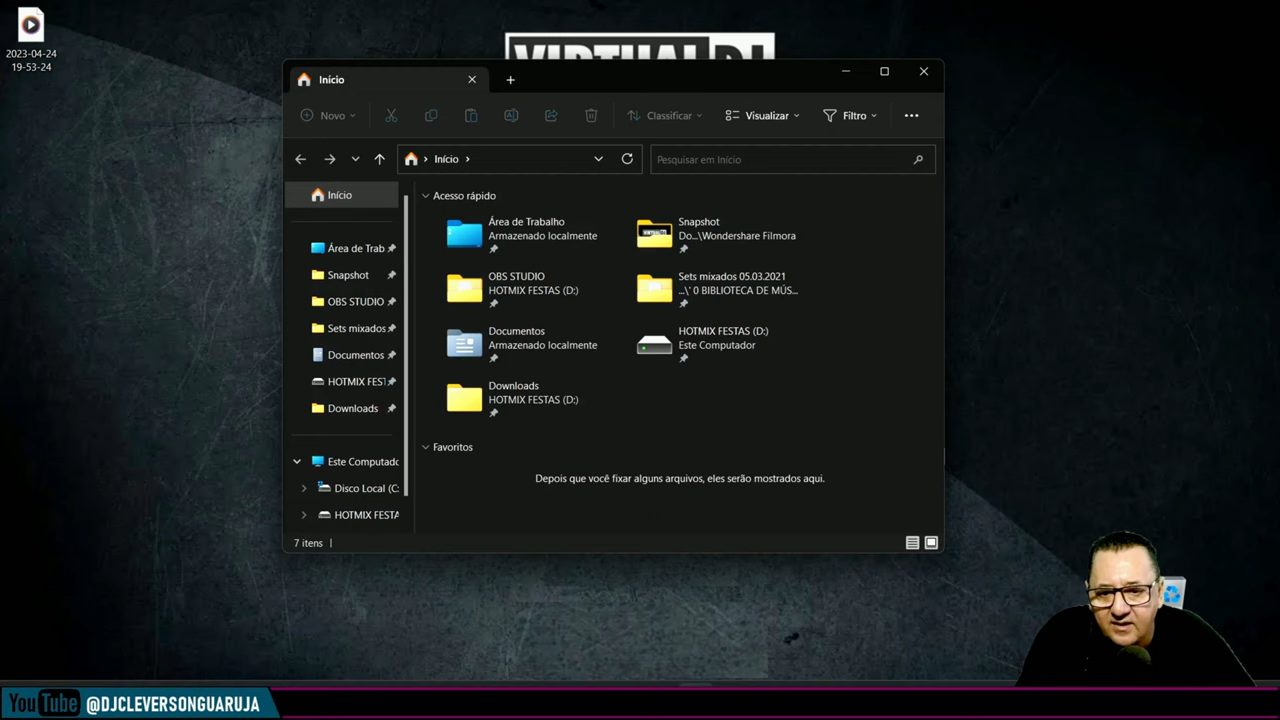 2023-04-24
19-53-24
VIRTUAL DJ
Início
Novo
Classificar
Visualizar
Filtro
Início
Pesquisar em Início
Início
Área de Trab
Snapshot
OBS STUDIO
Sets mixados
Documentos
HOTMIX FEST
Downloads
Este Computado
Disco Local (C:
HOTMIX FESTA
Acesso rápido
Área de Trabalho
Armazenado localmente
Snapshot
Do...\Wondershare Filmora
OBS STUDIO
HOTMIX FESTAS (D:)
Sets mixados 05.03.2021
...\' 0 BIBLIOTECA DE MÚS...
Documentos
Armazenado localmente
HOTMIX FESTAS (D:)
Este Computador
Downloads
HOTMIX FESTAS (D:)
Favoritos
Depois que você fixar alguns arquivos, eles serão mostrados aqui.
7 itens
YouTube @DJCLEVERSONGUARUJA